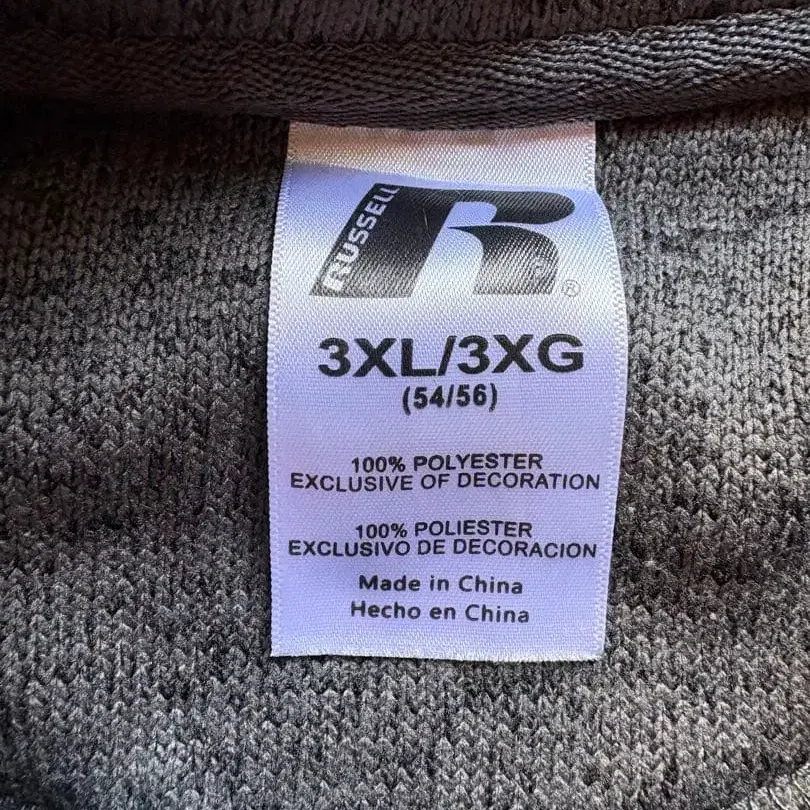 RUSSELL
R®
3XL/3XG
(54/56)
100% POLYESTER
EXCLUSIVE OF DECORATION
100% POLIESTER
EXCLUSIVO DE DECORACION
Made in China
Hecho en China